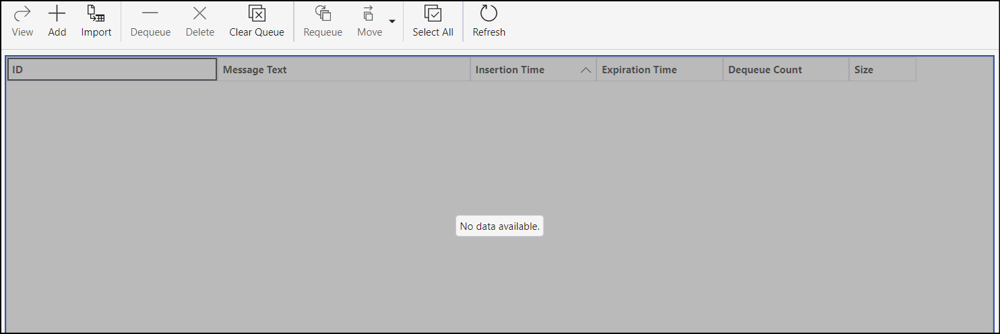 View Add Import Dequeue Delete Clear Queue Requeue Move Select All Refresh
ID Message Text Insertion Time Expiration Time Dequeue Count Size
No data available.